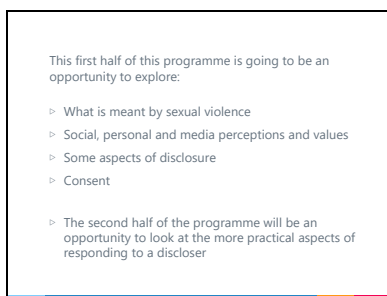 This first half of this programme is going to be an
opportunity to explore:
▹ What is meant by sexual violence
▹ Social, personal and media perceptions and values
▹ Some aspects of disclosure
▹ Consent
▹ The second half of the programme will be an
opportunity to look at the more practical aspects of
responding to a discloser